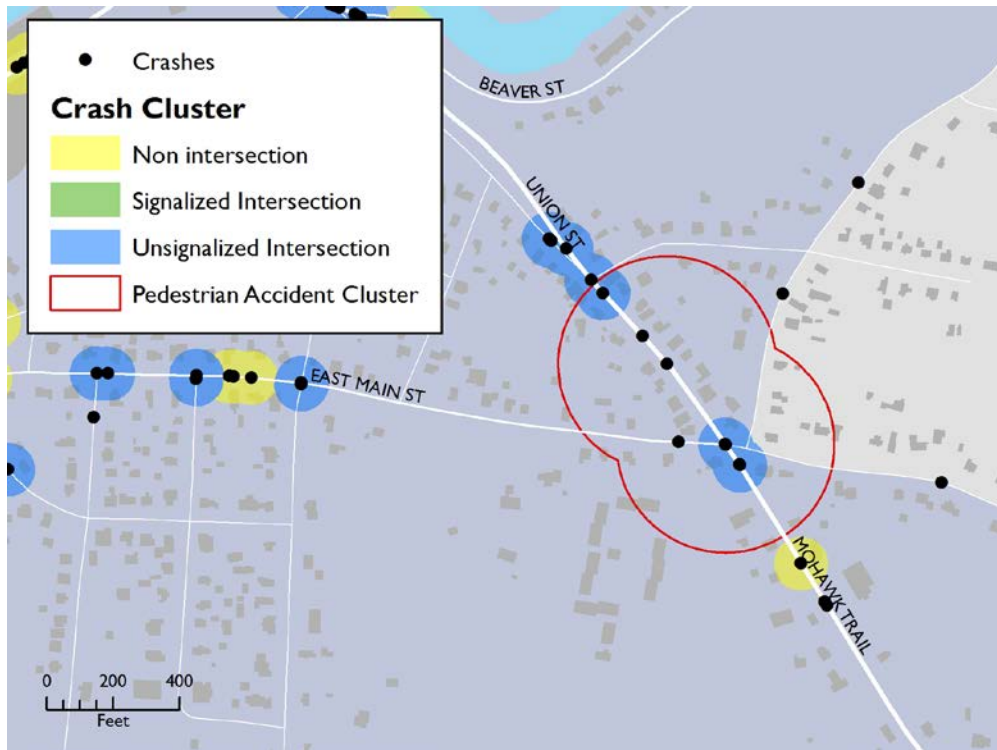 Crashes
Crash Cluster
Non intersection
Signalized Intersection
Unsignalized Intersection
Pedestrian Accident Cluster
BEAVER ST
UNION ST
EAST MAIN ST
MOHAWK TRAIL
0 200 400
Feet